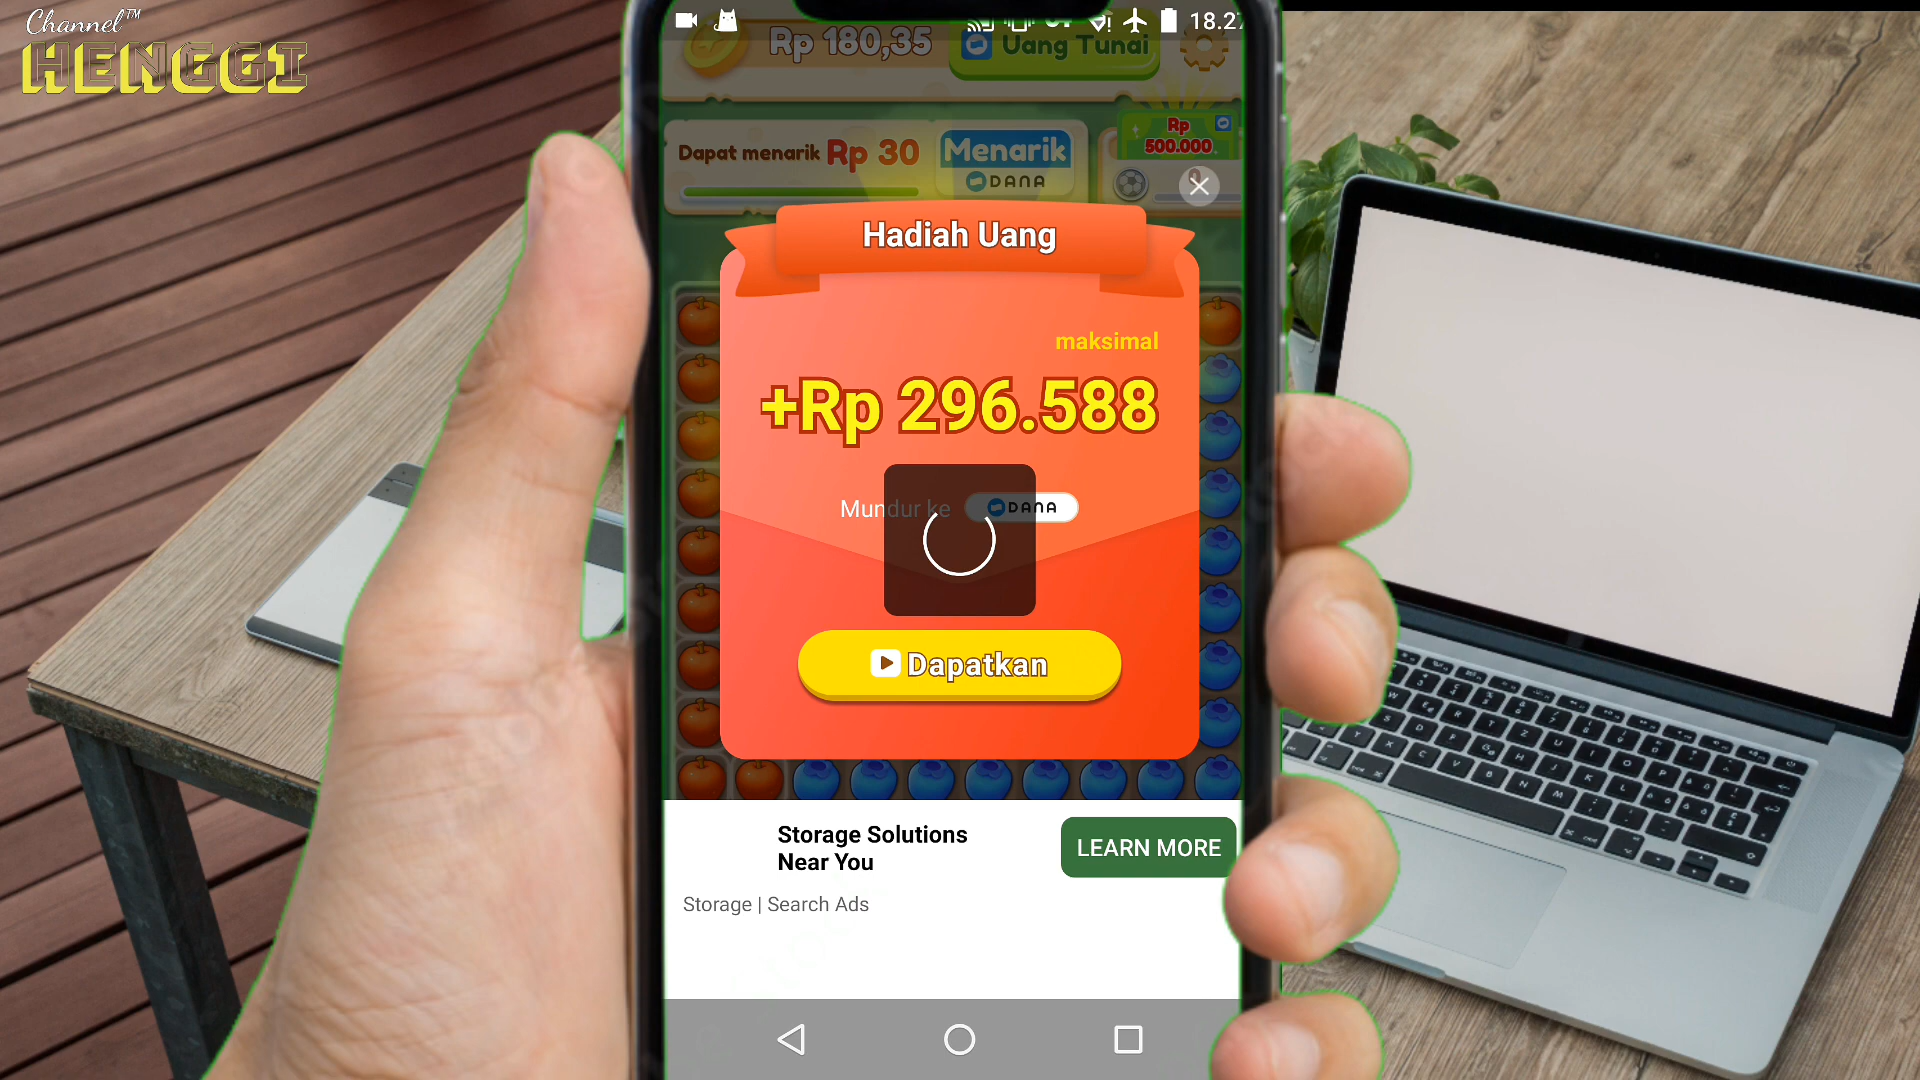 Channel™
HENGGI
18.27
Rp 180,35
Uang Tunai
Dapat menarik Rp 30
Menarik
DANA
Rp
500.000
Hadiah Uang
maksimal
+Rp 296.588
Mundur ke DANA
Dapatkan
Storage Solutions
Near You
LEARN MORE
Storage | Search Ads